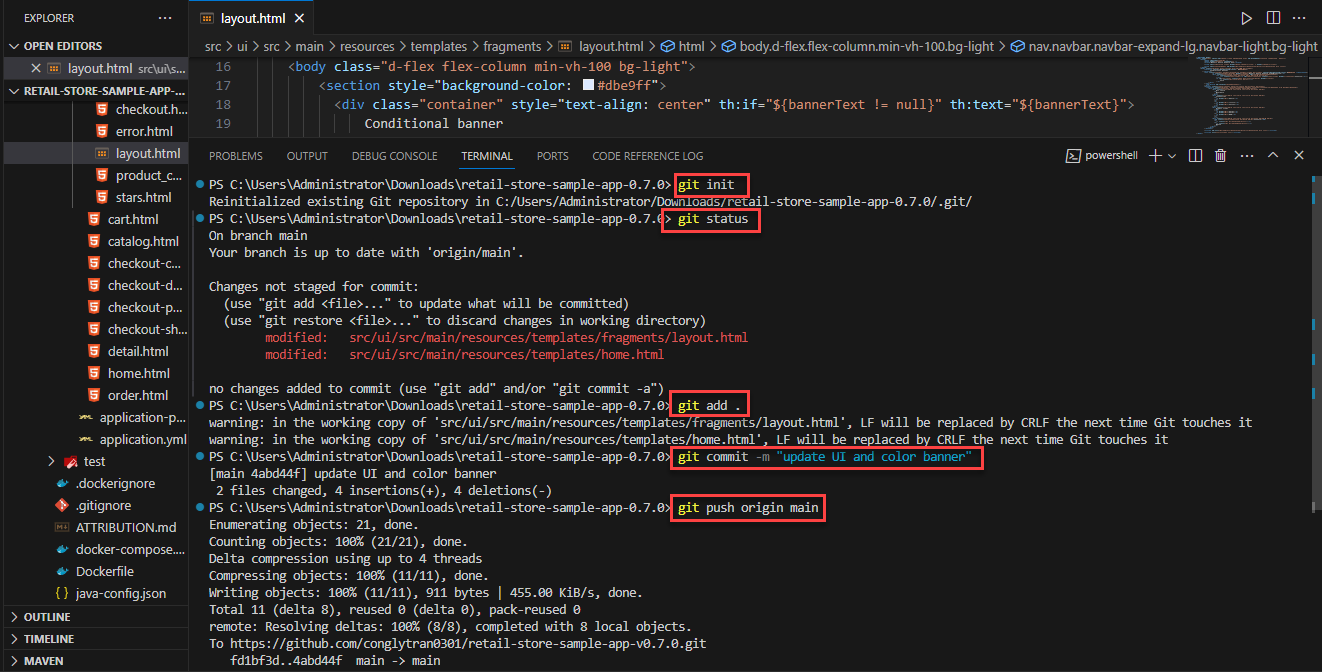 EXPLORER
OPEN EDITORS
layout.html src\ui\s...
RETAIL-STORE-SAMPLE-APP-...
checkout.h...
error.html
layout.html
product_c...
stars.html
cart.html
catalog.html
checkout-c...
checkout-d...
checkout-p...
checkout-sh...
detail.html
home.html
order.html
application-p...
application.yml
test
.dockerignore
.gitignore
ATTRIBUTION.md
docker-compose....
Dockerfile
java-config.json
OUTLINE
TIMELINE
MAVEN
layout.html
src > ui > src > main > resources > templates > fragments > layout.html > html > body.d-flex.flex-column.min-vh-100.bg-light > nav.navbar.navbar-expand-lg.navbar-light.bg-light
16 <body class="d-flex flex-column min-vh-100 bg-light">
17 <section style="background-color: #dbe9ff">
18 <div class="container" style="text-align: center" th:if="${bannerText != null}" th:text="${bannerText}">
19 Conditional banner
PROBLEMS OUTPUT DEBUG CONSOLE TERMINAL PORTS CODE REFERENCE LOG powershell
PS C:\Users\Administrator\Downloads\retail-store-sample-app-0.7.0> git init
Reinitialized existing Git repository in C:/Users/Administrator/Downloads/retail-store-sample-app-0.7.0/.git/
PS C:\Users\Administrator\Downloads\retail-store-sample-app-0.7.0> git status
On branch main
Your branch is up to date with 'origin/main'.
Changes not staged for commit:
(use "git add <file>..." to update what will be committed)
(use "git restore <file>..." to discard changes in working directory)
modified: src/ui/src/main/resources/templates/fragments/layout.html
modified: src/ui/src/main/resources/templates/home.html
no changes added to commit (use "git add" and/or "git commit -a")
PS C:\Users\Administrator\Downloads\retail-store-sample-app-0.7.0> git add .
warning: in the working copy of 'src/ui/src/main/resources/templates/fragments/layout.html', LF will be replaced by CRLF the next time Git touches it
warning: in the working copy of 'src/ui/src/main/resources/templates/home.html', LF will be replaced by CRLF the next time Git touches it
PS C:\Users\Administrator\Downloads\retail-store-sample-app-0.7.0> git commit -m "update UI and color banner"
[main 4abd44f] update UI and color banner
2 files changed, 4 insertions(+), 4 deletions(-)
PS C:\Users\Administrator\Downloads\retail-store-sample-app-0.7.0> git push origin main
Enumerating objects: 21, done.
Counting objects: 100% (21/21), done.
Delta compression using up to 4 threads
Compressing objects: 100% (11/11), done.
Writing objects: 100% (11/11), 911 bytes | 455.00 KiB/s, done.
Total 11 (delta 8), reused 0 (delta 0), pack-reused 0
remote: Resolving deltas: 100% (8/8), completed with 8 local objects.
To https://github.com/conglytran0301/retail-store-sample-app-v0.7.0.git
fd1bf3d..4abd44f main -> main